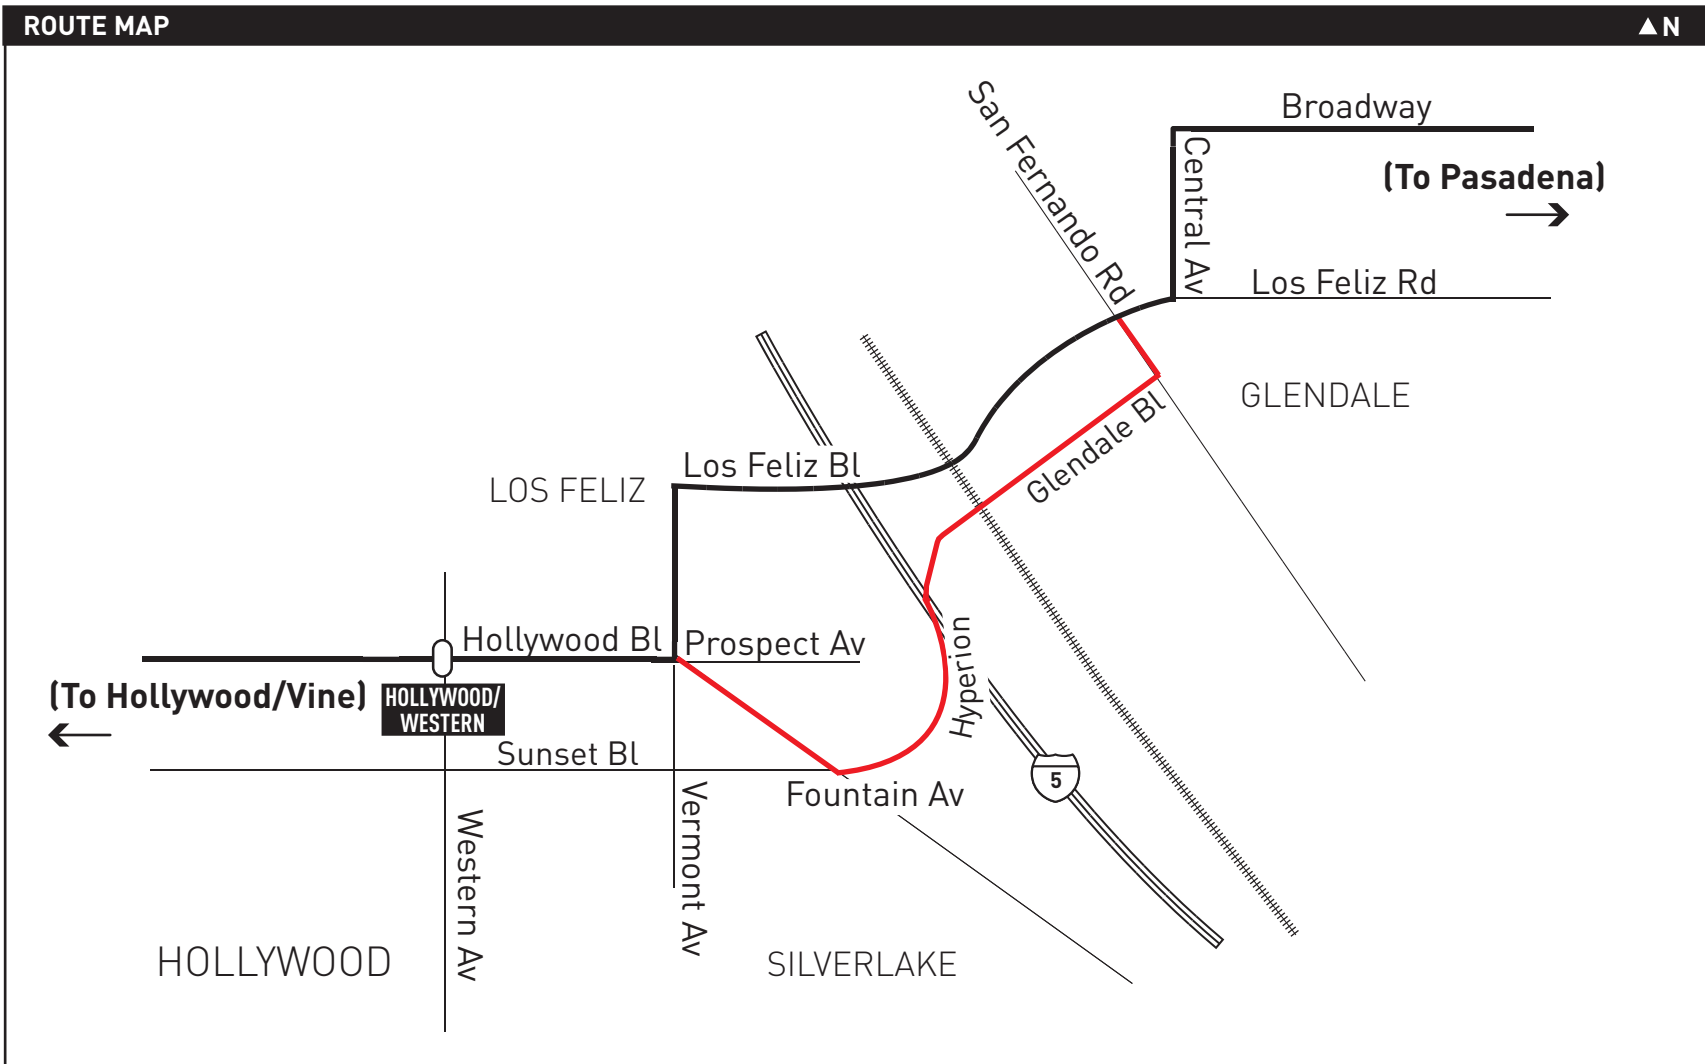 ROUTE MAP
N
San Fernando Rd
Broadway
Central Av
(To Pasadena)
Los Feliz Rd
GLENDALE
Glendale Bl
Los Feliz Bl
LOS FELIZ
Hollywood Bl
Prospect Av
Hyperion
(To Hollywood/Vine)
HOLLYWOOD/
WESTERN
Sunset Bl
5
Fountain Av
Western Av
Vermont Av
HOLLYWOOD
SILVERLAKE